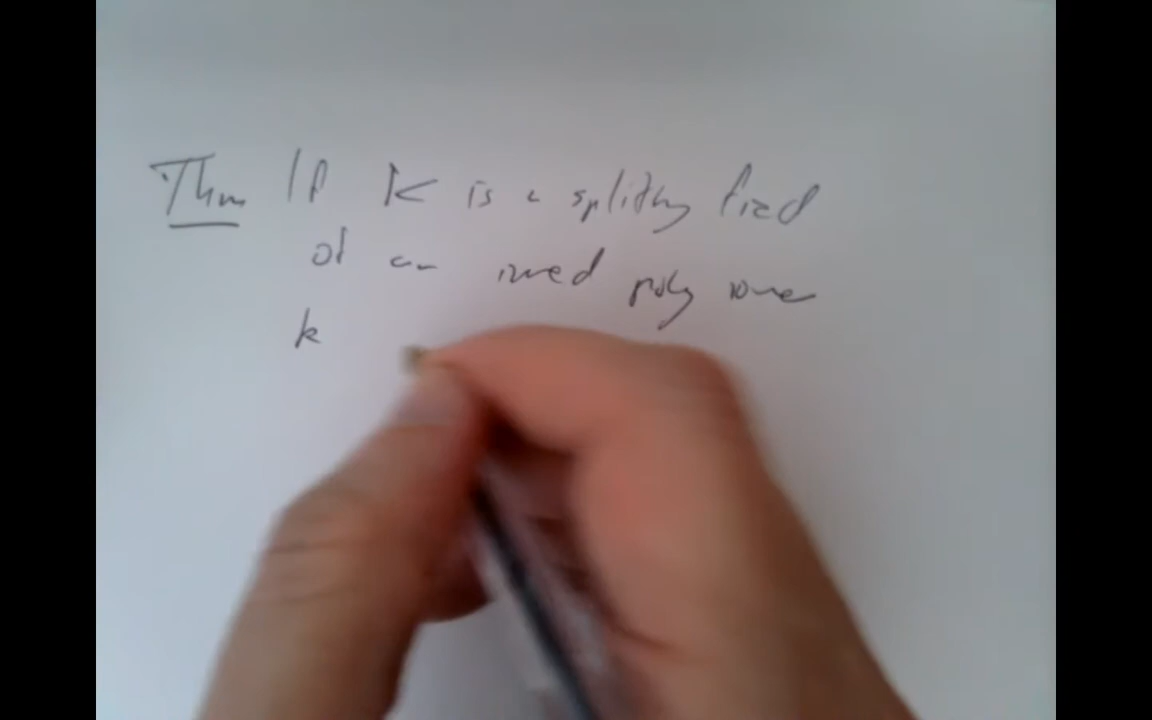 Thm If K is a splitting field
of an irred poly over
k